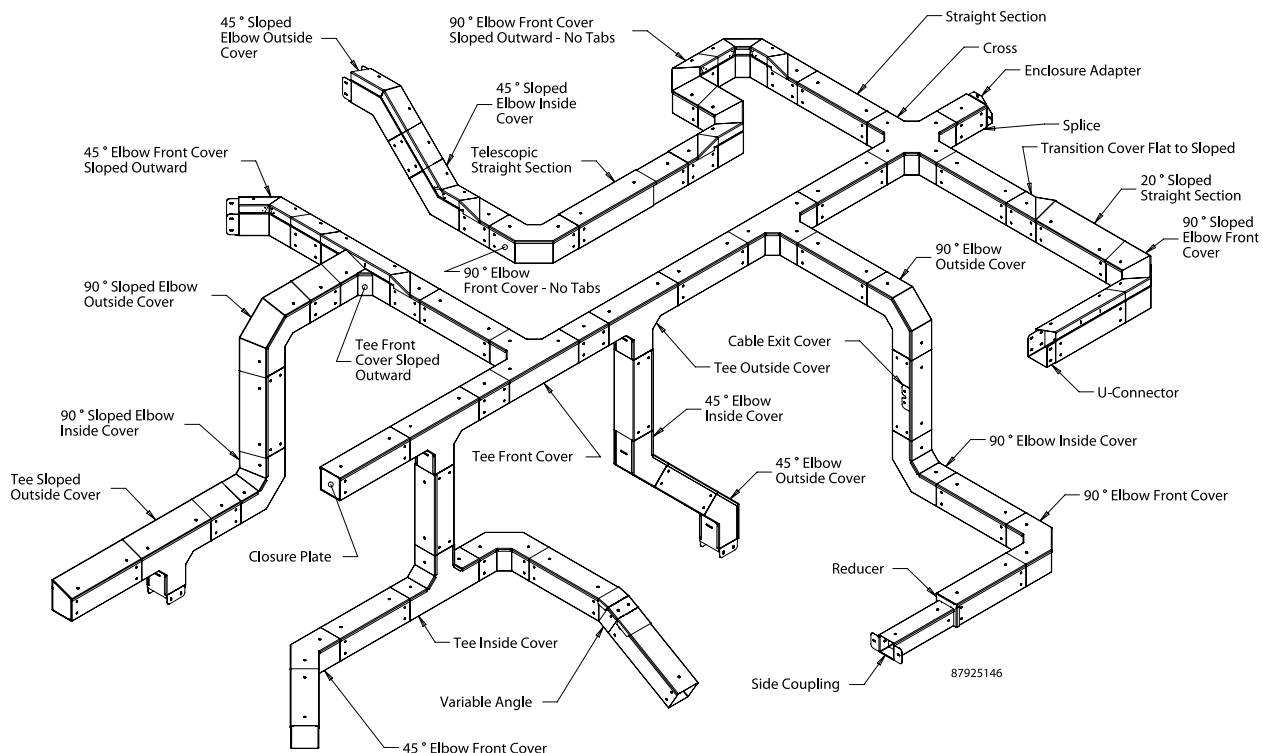 45° Sloped
Elbow Outside
Cover
90° Elbow Front Cover
Sloped Outward - No Tabs
Straight Section
Cross
Enclosure Adapter
45° Sloped
Elbow Inside
Cover
Splice
45° Elbow Front Cover
Sloped Outward
Telescopic
Straight Section
Transition Cover Flat to Sloped
20° Sloped
Straight Section
90° Sloped
Elbow Front
Cover
90° Elbow
Outside Cover
90° Elbow
Front Cover - No Tabs
90° Sloped Elbow
Outside Cover
Tee Front
Cover Sloped
Outward
Cable Exit Cover
Tee Outside Cover
U-Connector
45° Elbow
Inside Cover
90° Sloped Elbow
Inside Cover
90° Elbow Inside Cover
Tee Front Cover
45° Elbow
Outside Cover
Tee Sloped
Outside Cover
90° Elbow Front Cover
Closure Plate
Reducer
Tee Inside Cover
87925146
Side Coupling
Variable Angle
45° Elbow Front Cover